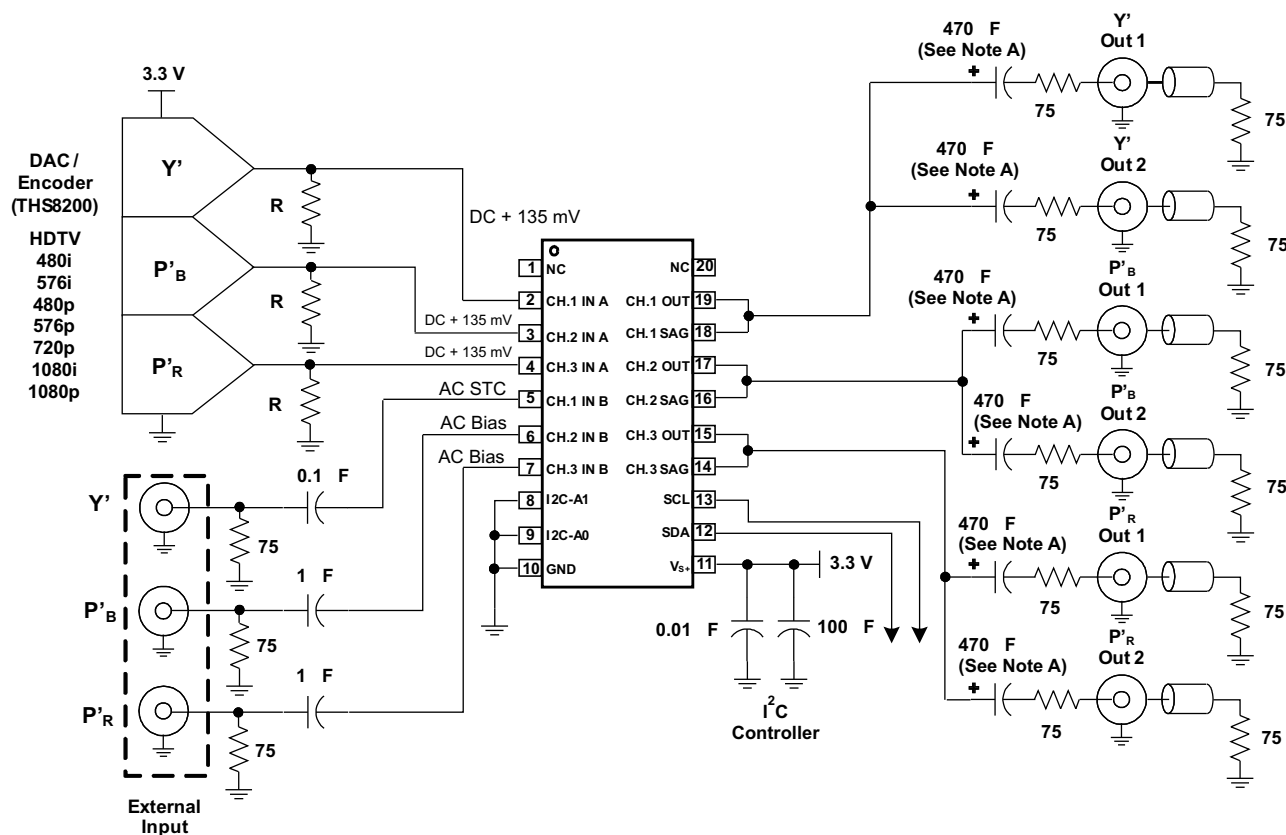 3.3 V
DAC /
Encoder
(THS8200)
HDTV
480i
576i
480p
576p
720p
1080i
1080p
Y'
P'B
P'R
R
R
R
DC + 135 mV
DC + 135 mV
DC + 135 mV
AC STC
AC Bias
AC Bias
Y'
P'B
P'R
75
75
75
0.1 F
1 F
1 F
External
Input
1 NC
2 CH.1 IN A
3 CH.2 IN A
4 CH.3 IN A
5 CH.1 IN B
6 CH.2 IN B
7 CH.3 IN B
8 I2C-A1
9 I2C-A0
10 GND
NC 20
CH.1 OUT 19
CH.1 SAG 18
CH.2 OUT 17
CH.2 SAG 16
CH.3 OUT 15
CH.3 SAG 14
SCL 13
SDA 12
VS+ 11
3.3 V
0.01 F
100 F
+
I2C
Controller
470 F
(See Note A)
+
75
Y'
Out 1
75
470 F
(See Note A)
+
75
Y'
Out 2
75
470 F
(See Note A)
+
75
P'B
Out 1
75
470 F
(See Note A)
+
75
P'B
Out 2
75
470 F
(See Note A)
+
75
P'R
Out 1
75
470 F
(See Note A)
+
75
P'R
Out 2
75